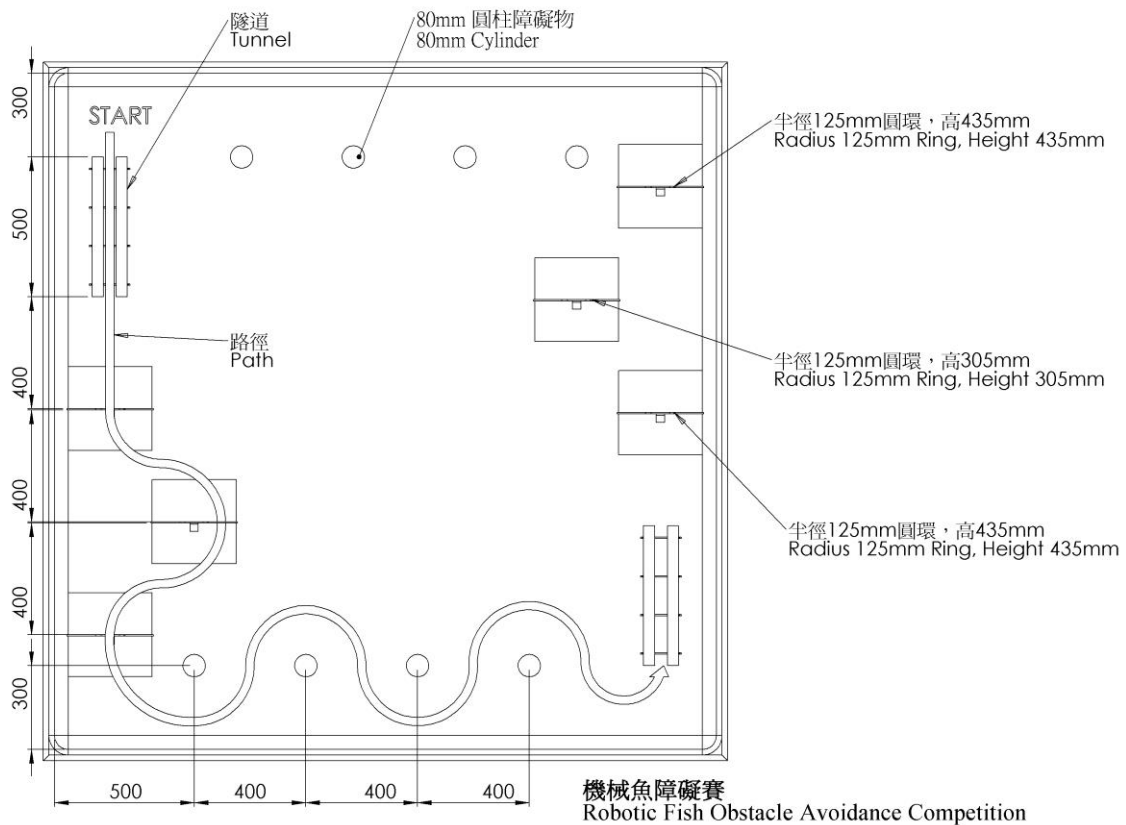 隧道
Tunnel
80mm 圓柱障礙物
80mm Cylinder
300
START
半徑125mm圓環，高435mm
Radius 125mm Ring, Height 435mm
500
路徑
Path
半徑125mm圓環，高305mm
Radius 125mm Ring, Height 305mm
400
400
半徑125mm圓環，高435mm
Radius 125mm Ring, Height 435mm
400
300
500
400
400
400
機械魚障礙賽
Robotic Fish Obstacle Avoidance Competition